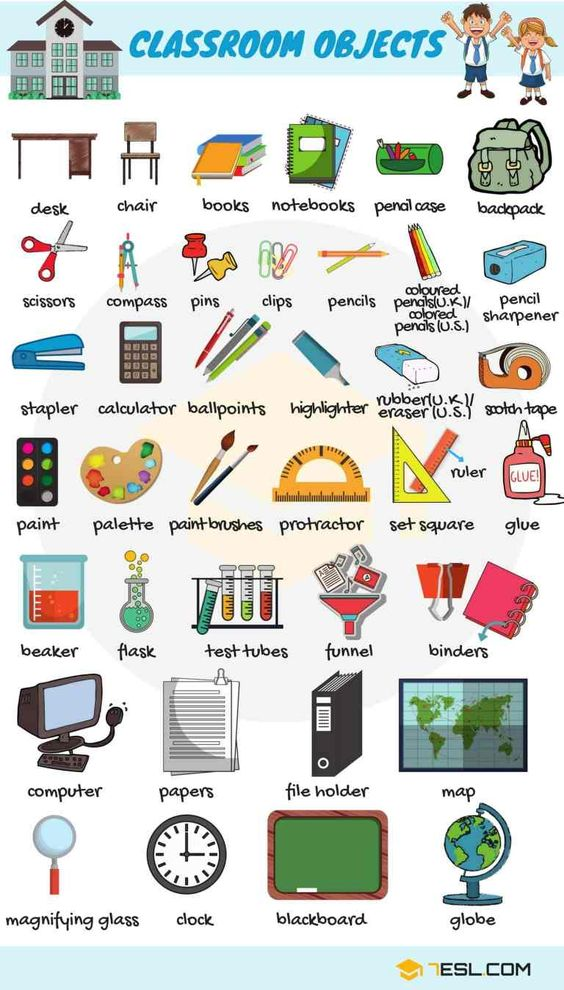 CLASSROOM OBJECTS
desk
chair
books
notebooks
pencil case
backpack
scissors
compass
pins
clips
pencils
coloured
pencils(U.K.)/
colored
pencils (U.S.)
pencil
sharpener
stapler
calculator
ballpoints
highlighter
rubber(U.K.)/
eraser (U.S.)
scotch tape
ruler
GLUE!
paint
palette
paint brushes
protractor
set square
glue
beaker
flask
test tubes
funnel
binders
computer
papers
file holder
map
magnifying glass
clock
blackboard
globe
7ESL.COM